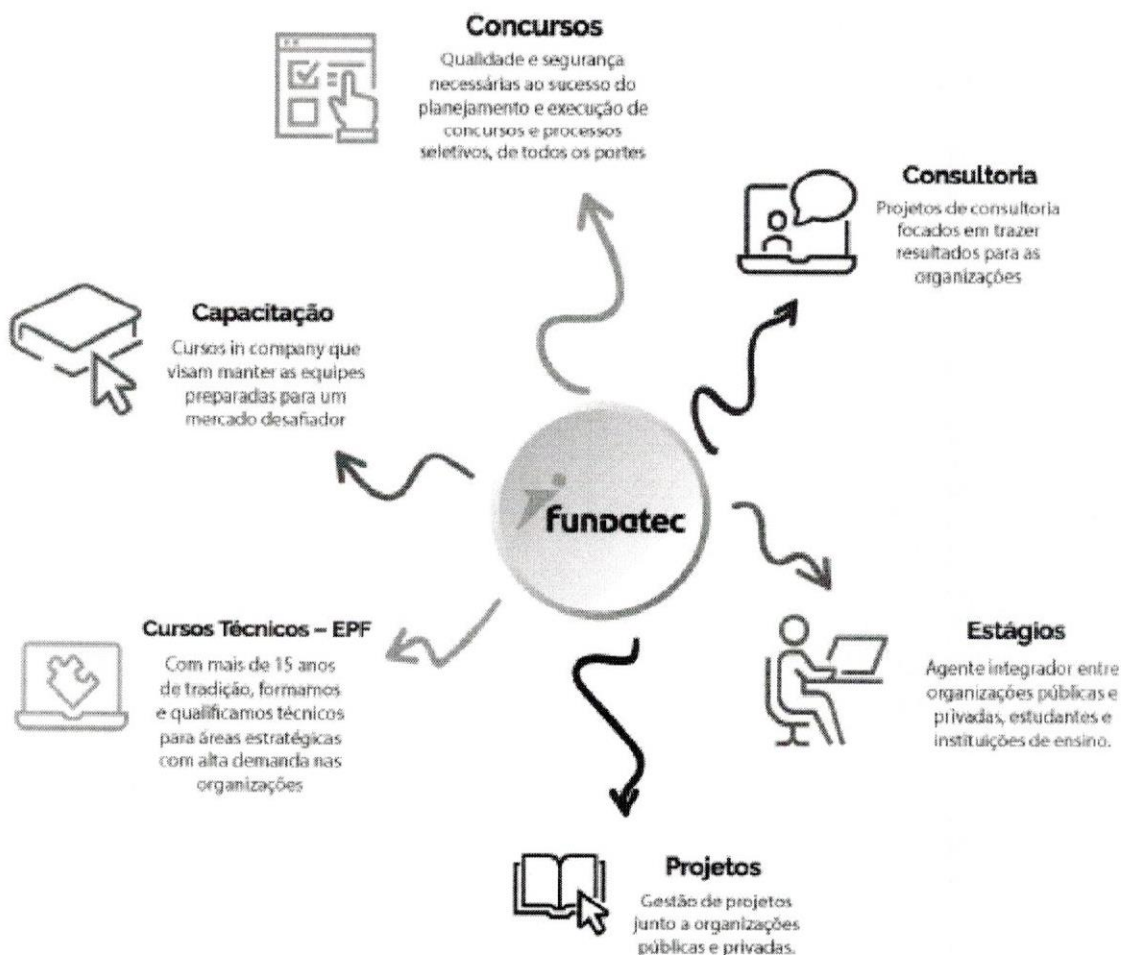 Concursos
Qualidade e segurança
necessárias ao sucesso do
planejamento e execução de
concursos e processos
seletivos, de todos os portes
Consultoria
Projetos de consultoria
focados em trazer
resultados para as
organizações
Capacitação
Cursos in company que
visam manter as equipes
preparadas para um
mercado desafiador
fundatec
Cursos Técnicos – EPF
Com mais de 15 anos
de tradição, formamos
e qualificamos técnicos
para áreas estratégicas
com alta demanda nas
organizações
Estágios
Agente integrador entre
organizações públicas e
privadas, estudantes e
instituições de ensino.
Projetos
Gestão de projetos
junto a organizações
públicas e privadas.